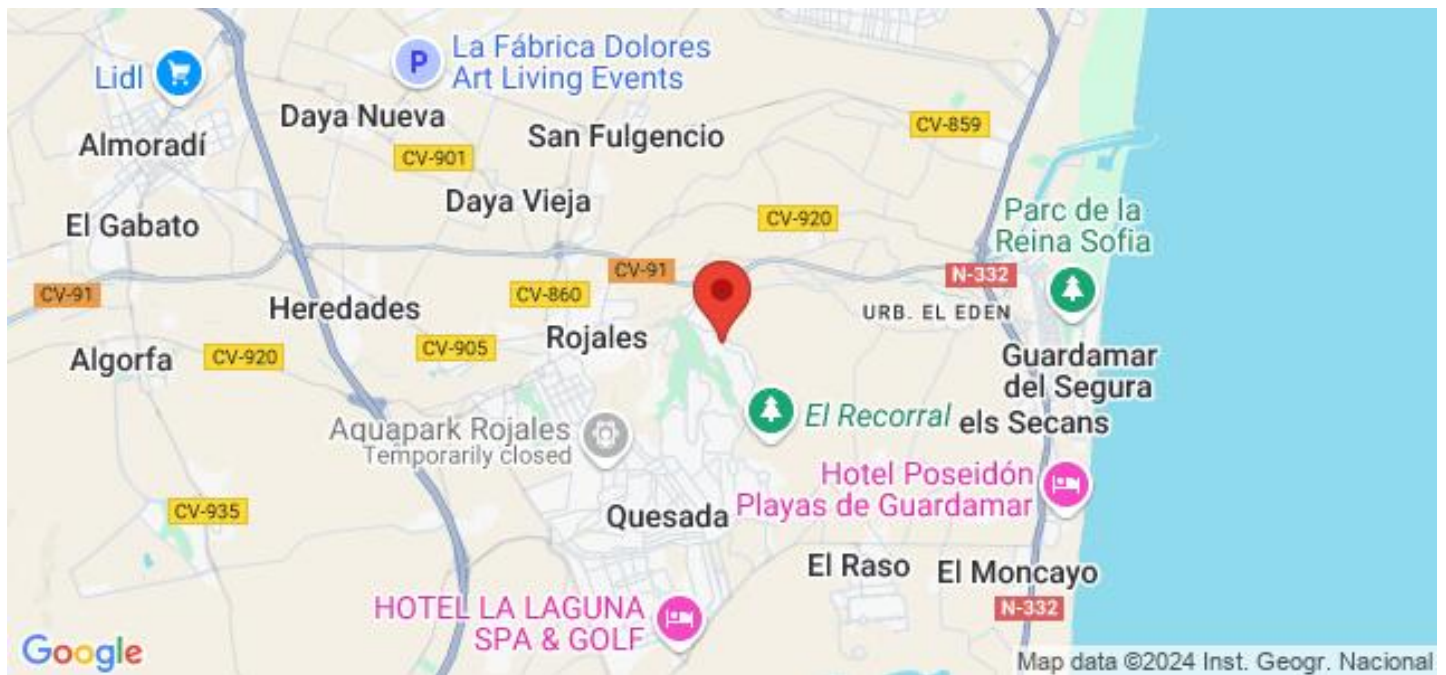 La Fábrica Dolores
Art Living Events
P
Lidl
Daya Nueva
San Fulgencio
CV-859
Almoradí
CV-901
Daya Vieja
El Gabato
CV-920
Parc de la
Reina Sofia
CV-91
N-332
CV-91
CV-860
Heredades
URB. EL EDEN
Rojales
Algorfa
CV-920
CV-905
Guardamar
del Segura
El Recorral
els Secans
Aquapark Rojales
Temporarily closed
Hotel Poseidón
Playas de Guardamar
CV-935
Quesada
El Raso
El Moncayo
HOTEL LA LAGUNA
SPA & GOLF
N-332
Google
Map data ©2024 Inst. Geogr. Nacional